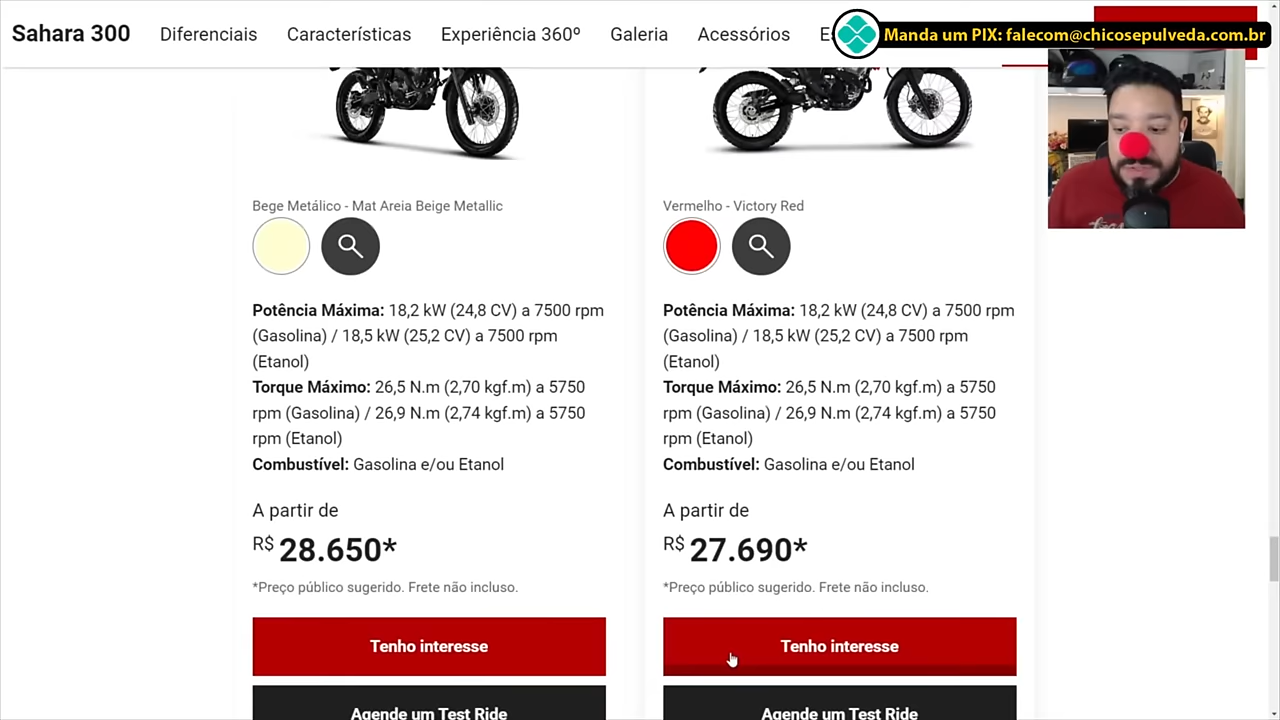 Sahara 300 Diferenciais Características Experiência 360º Galeria Acessórios
Manda um PIX: falecom@chicosepulveda.com.br
Bege Metálico - Mat Areia Beige Metallic
Potência Máxima: 18,2 kW (24,8 CV) a 7500 rpm
(Gasolina) / 18,5 kW (25,2 CV) a 7500 rpm
(Etanol)
Torque Máximo: 26,5 N.m (2,70 kgf.m) a 5750
rpm (Gasolina) / 26,9 N.m (2,74 kgf.m) a 5750
rpm (Etanol)
Combustível: Gasolina e/ou Etanol
A partir de
R$ 28.650*
*Preço público sugerido. Frete não incluso.
Tenho interesse
Agende um Test Ride
Vermelho - Victory Red
Potência Máxima: 18,2 kW (24,8 CV) a 7500 rpm
(Gasolina) / 18,5 kW (25,2 CV) a 7500 rpm
(Etanol)
Torque Máximo: 26,5 N.m (2,70 kgf.m) a 5750
rpm (Gasolina) / 26,9 N.m (2,74 kgf.m) a 5750
rpm (Etanol)
Combustível: Gasolina e/ou Etanol
A partir de
R$ 27.690*
*Preço público sugerido. Frete não incluso.
Tenho interesse
Agende um Test Ride